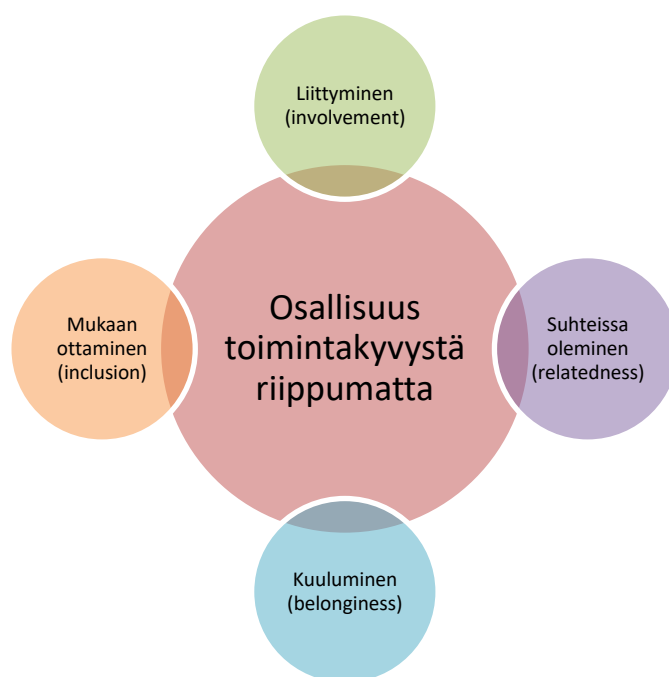 Liittyminen
(involvement)
Mukaan
ottaminen
(inclusion)
Osallisuus
toimintakyvystä
riippumatta
Suhteissa
oleminen
(relatedness)
Kuuluminen
(belonginess)